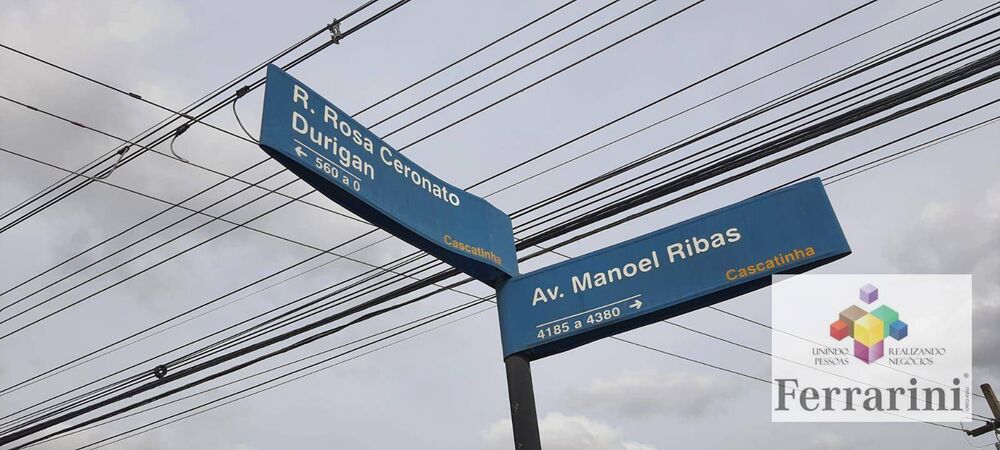 R. Rosa Ceronato
Durigan
← 560 a 0
Cascatinha
Av. Manoel Ribas
4185 a 4380 →
Cascatinha
UNINDO PESSOAS
REALIZANDO NEGÓCIOS
Ferrarini